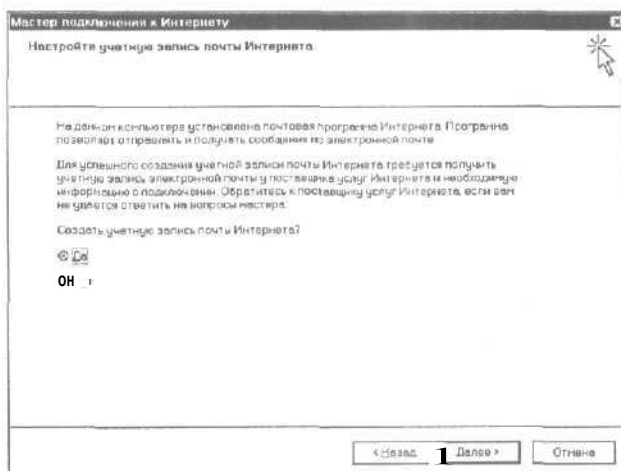 Мастер подключения к Интернету
Настройте учетную запись почты Интернета
На данном компьютере установлена почтовая программа Интернета. Программа
позволяет отправлять и получать сообщения по электронной почте
Для успешного создания учетной записи почты Интернета требуется получить
учетную запись электронной почты у поставщика услуг Интернета и необходимую
информацию о подключении. Обратитесь к поставщику услуг Интернета, если вам
не удается ответить на вопросы мастера.
Создать учетную запись почты Интернета?
Да
ОН
< Назад 1 Далее > Отмена